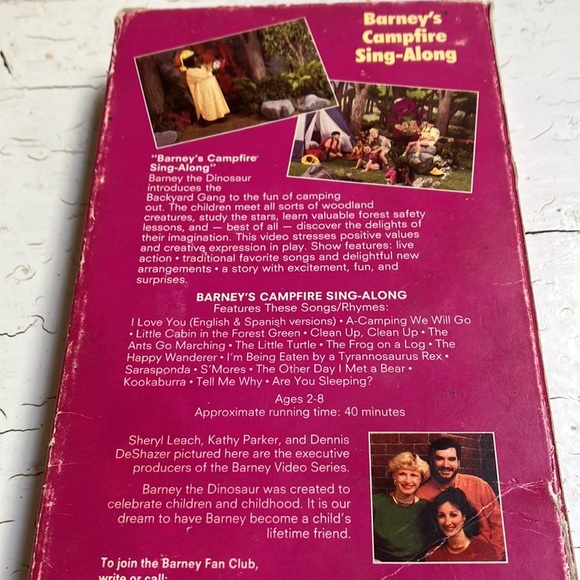 Barney's
Campfire
Sing-Along
"Barney's Campfire
Sing-Along"
Barney the Dinosaur
introduces the
Backyard Gang to the fun of camping
out. The children meet all sorts of woodland
creatures, study the stars, learn valuable forest safety
lessons, and — best of all — discover the delights of
their imagination. This video stresses positive values
and creative expression in play. Show features: live
action • traditional favorite songs and delightful new
arrangements • a story with excitement, fun, and
surprises.
BARNEY'S CAMPFIRE SING-ALONG
Features These Songs/Rhymes:
I Love You (English & Spanish versions) • A-Camping We Will Go
• Little Cabin in the Forest Green • Clean Up, Clean Up • The
Ants Go Marching • The Little Turtle • The Frog on a Log • The
Happy Wanderer • I'm Being Eaten by a Tyrannosaurus Rex •
Sarasponda • S'Mores • The Other Day I Met a Bear •
Kookaburra • Tell Me Why • Are You Sleeping?
Ages 2-8
Approximate running time: 40 minutes
Sheryl Leach, Kathy Parker, and Dennis
DeShazer pictured here are the executive
producers of the Barney Video Series.
Barney the Dinosaur was created to
celebrate children and childhood. It is our
dream to have Barney become a child's
lifetime friend.
To join the Barney Fan Club,
write or call: